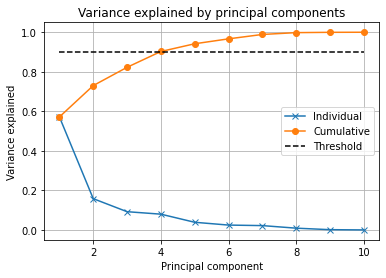 Variance explained by principal components
Variance explained
1.0
0.8
0.6
0.4
0.2
0.0
Individual
Cumulative
Threshold
2
4
6
8
10
Principal component